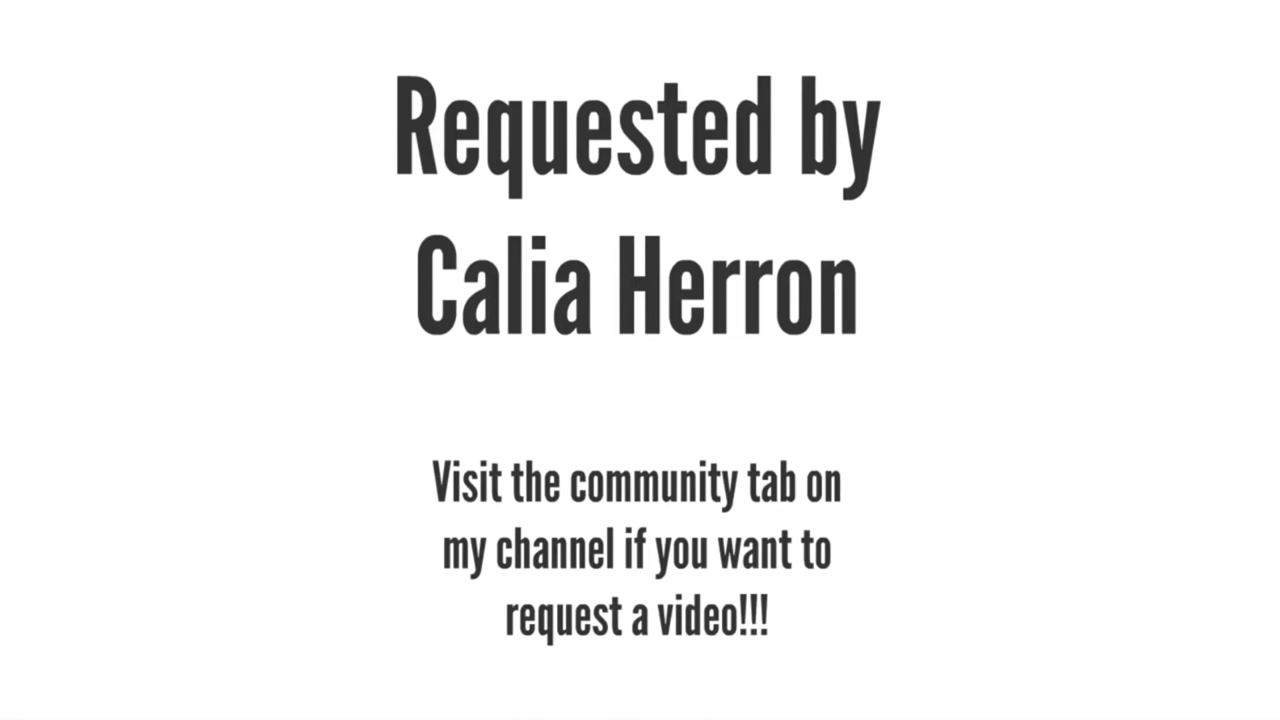 Requested by
Calia Herron
Visit the community tab on
my channel if you want to
request a video!!!